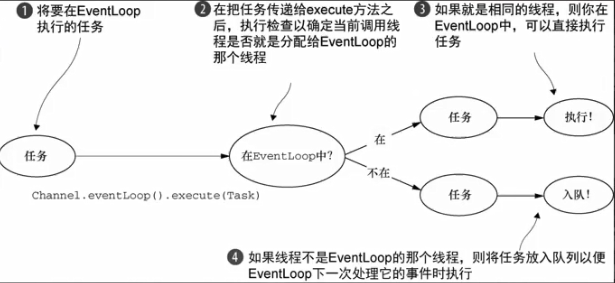 1 将要在EventLoop
执行的任务
2 在把任务传递给execute方法之
后，执行检查以确定当前调用线
程是否就是分配给EventLoop的
那个线程
3 如果就是相同的线程，则你在
EventLoop中，可以直接执行
任务
任务
Channel.eventLoop().execute(Task)
在EventLoop中?
在
任务
执行!
不在
任务
入队!
4 如果线程不是EventLoop的那个线程，则将任务放入队列以便
EventLoop下一次处理它的事件时执行